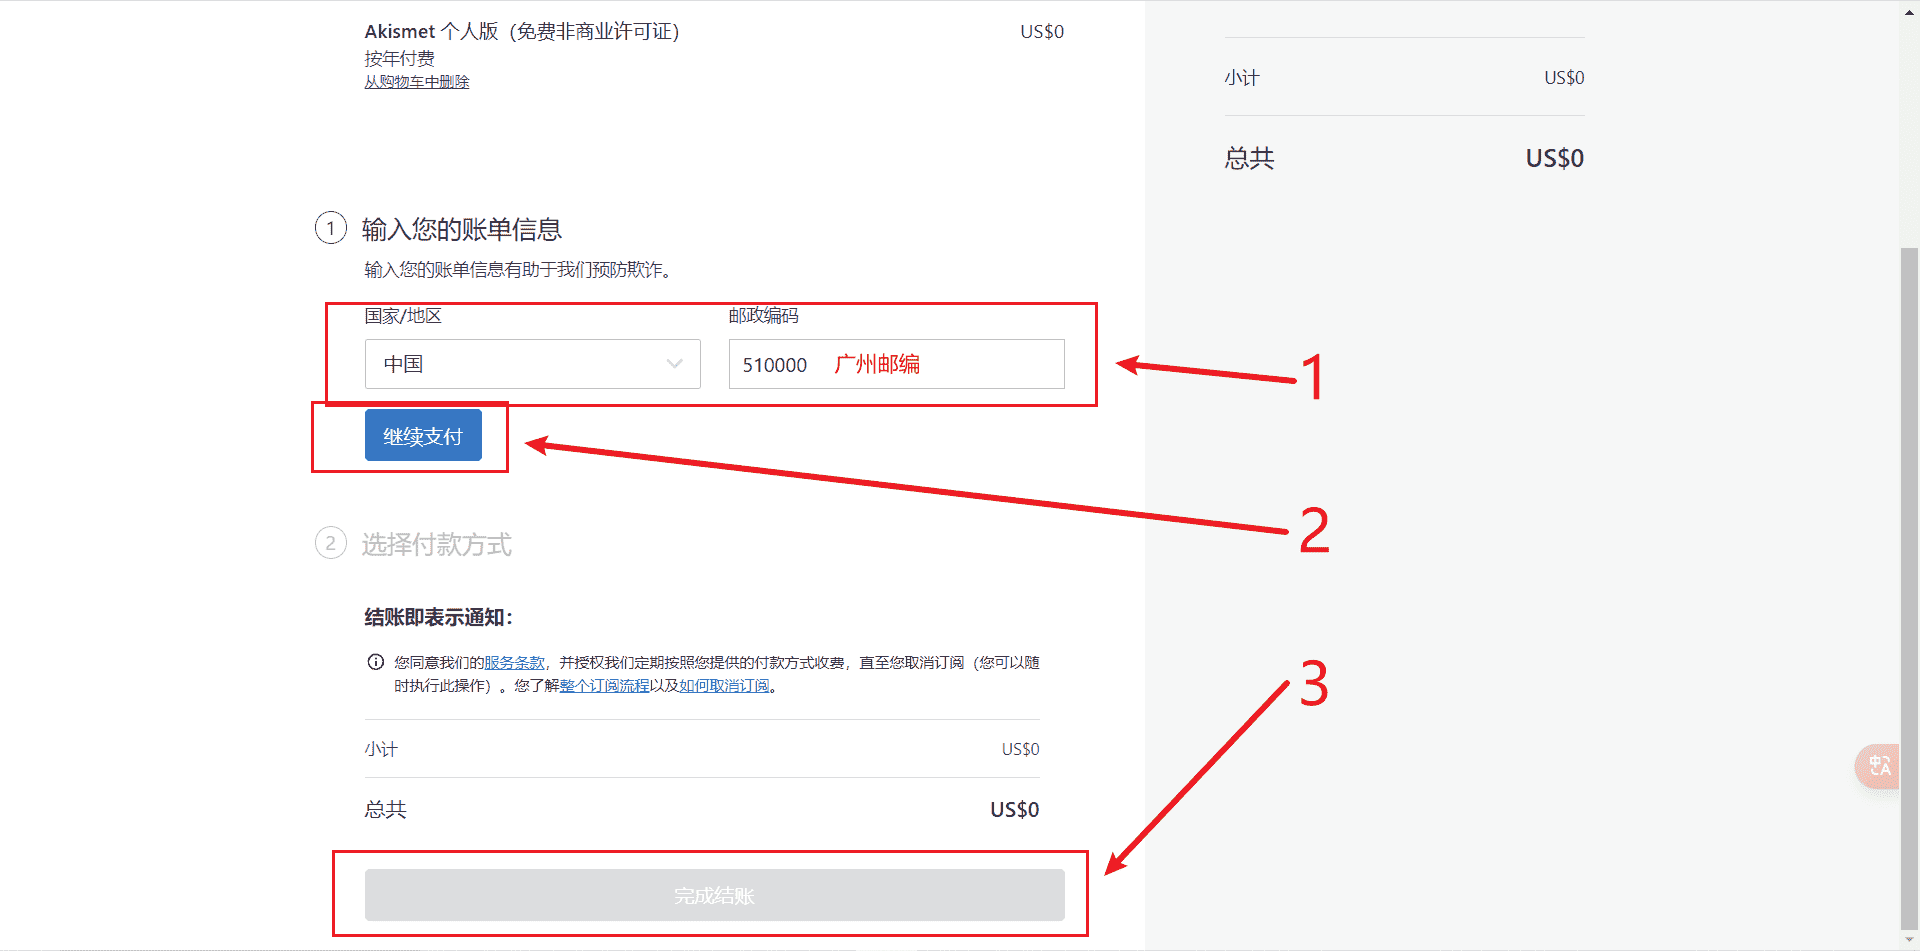 Akismet 个人版（免费非商业许可证） US$0
按年付费
从购物车中删除
小计 US$0
总共 US$0
1 输入您的账单信息
输入您的账单信息有助于我们预防欺诈。
国家/地区 邮政编码
中国 510000 广州邮编
1
继续支付
2
2 选择付款方式
结账即表示通知：
您同意我们的服务条款，并授权我们定期按照您提供的付款方式收费，直至您取消订阅（您可以随
时执行此操作）。您了解整个订阅流程以及如何取消订阅。
3
小计 US$0
中A
总共 US$0
完成结账